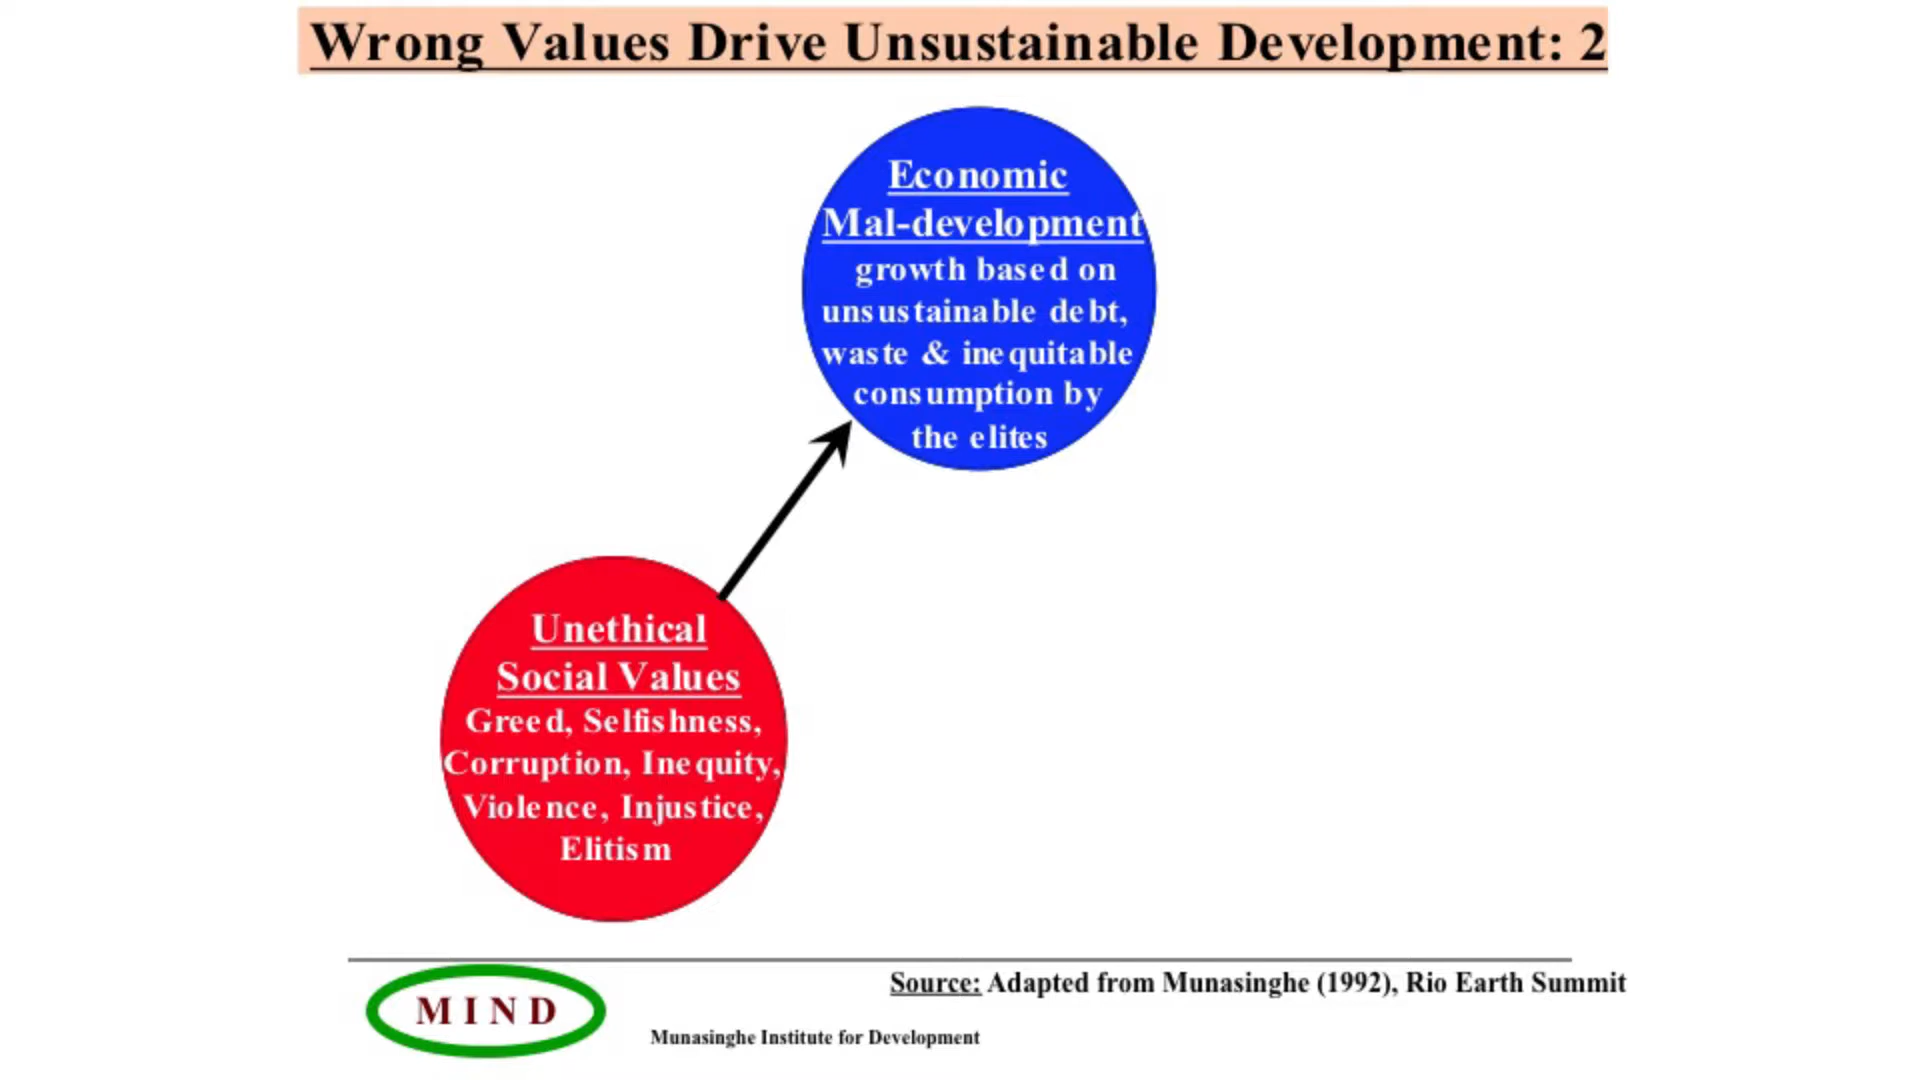 Wrong Values Drive Unsustainable Development: 2
Economic
Mal-development
growth based on
unsustainable debt,
waste & inequitable
consumption by
the elites
Unethical
Social Values
Greed, Selfishness,
Corruption, Inequity,
Violence, Injustice,
Elitism
Source: Adapted from Munasinghe (1992), Rio Earth Summit
MIND
Munasinghe Institute for Development